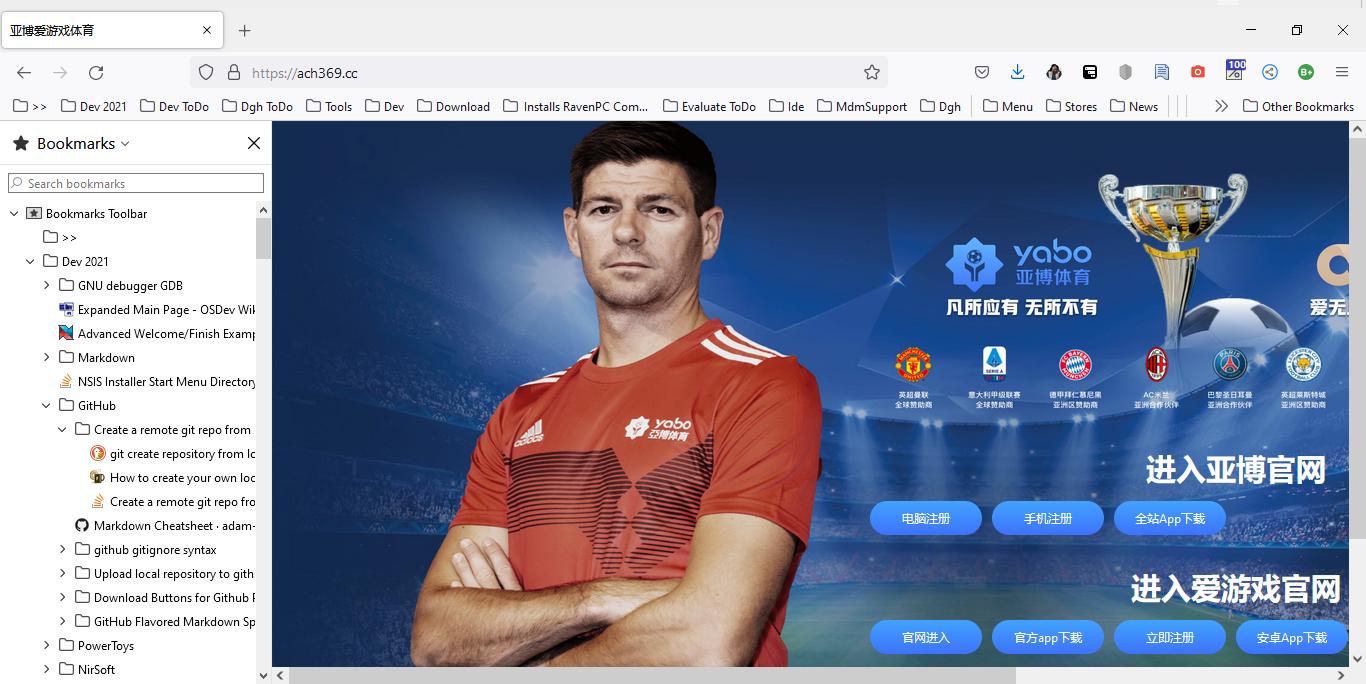 亚博爱游戏体育
https://ach369.cc
100
B+
>>
Dev 2021
Dev ToDo
Dgh ToDo
Tools
Dev
Download
Installs RavenPC Com...
Evaluate ToDo
Ide
MdmSupport
Dgh
Menu
Stores
News
Other Bookmarks
Bookmarks
Search bookmarks
Bookmarks Toolbar
>>
Dev 2021
GNU debugger GDB
Expanded Main Page - OSDev Wik
Advanced Welcome/Finish Examp
Markdown
NSIS Installer Start Menu Directory
GitHub
Create a remote git repo from
git create repository from lo
How to create your own loc
Create a remote git repo fro
Markdown Cheatsheet · adam-
github gitignore syntax
Upload local repository to gith
Download Buttons for Github R
GitHub Flavored Markdown Sp
PowerToys
NirSoft
adidas
yabo
亞博体育
yabo
亚博体育
凡所应有 无所不有
爱无
SERIE A
英超曼联
全球赞助商
意大利甲级联赛
全球赞助商
德甲拜仁慕尼黑
亚洲区赞助商
AC米兰
亚洲合作伙伴
巴黎圣日耳曼
亚洲合作伙伴
英超莱斯特城
亚洲区赞助商
进入亚博官网
电脑注册
手机注册
全站App下载
进入爱游戏官网
官网进入
官方app下载
立即注册
安卓App下载